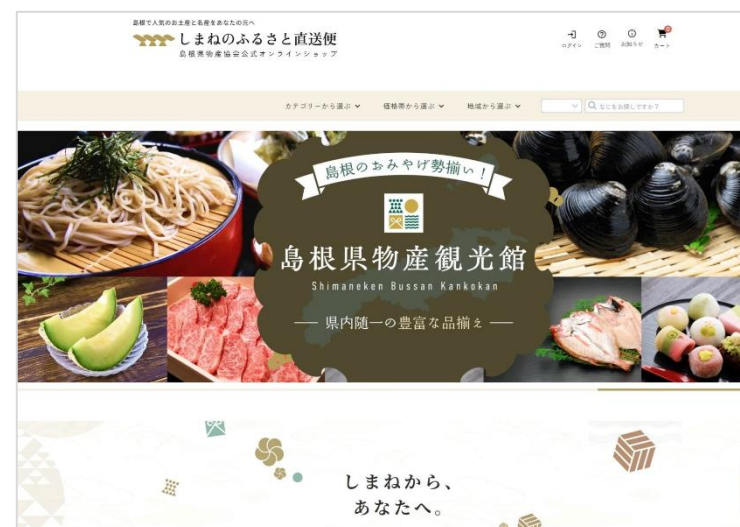 島根で人気のお土産と名産をあなたの元へ
しまねのふるさと直送便
島根県物産協会公式オンラインショップ
ログイン
ご質問
お知らせ
カート
カテゴリーから選ぶ
価格帯から選ぶ
地域から選ぶ
なにをお探しですか？
島根のおみやげ勢揃い！
島根県物産観光館
Shimaneken Bussan Kankokan
県内随一の豊富な品揃え
しまねから、
あなたへ。